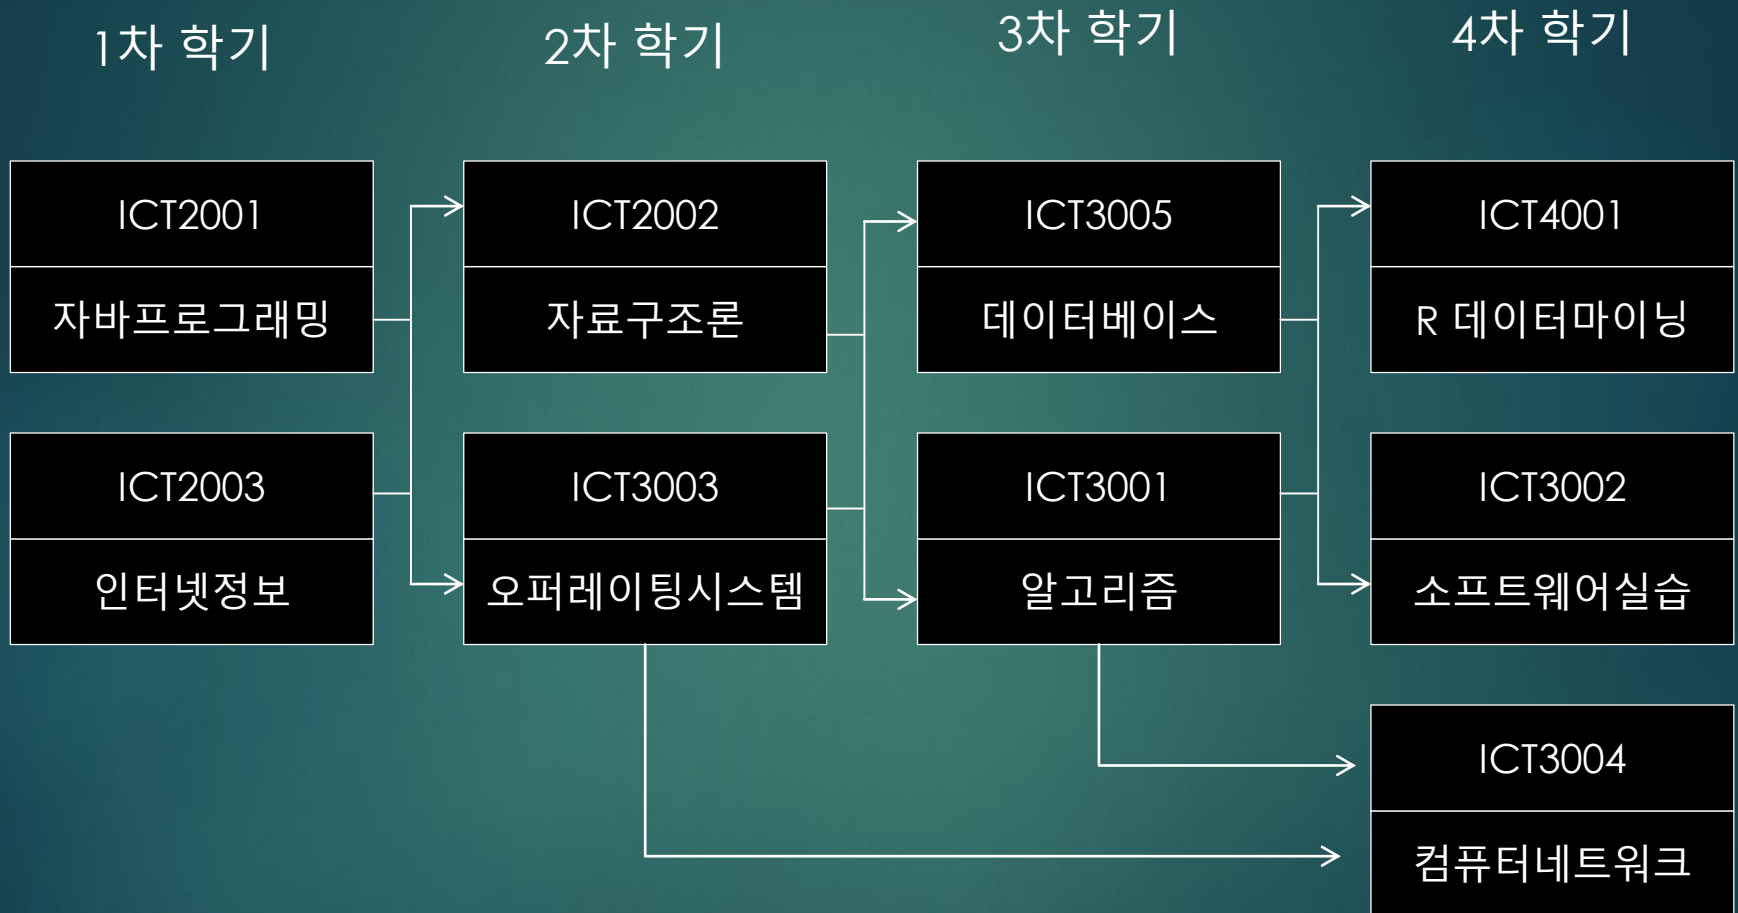 1차 학기
2차 학기
3차 학기
4차 학기
ICT2001
자바프로그래밍
ICT2002
자료구조론
ICT3005
데이터베이스
ICT4001
R 데이터마이닝
ICT2003
인터넷정보
ICT3003
오퍼레이팅시스템
ICT3001
알고리즘
ICT3002
소프트웨어실습
ICT3004
컴퓨터네트워크